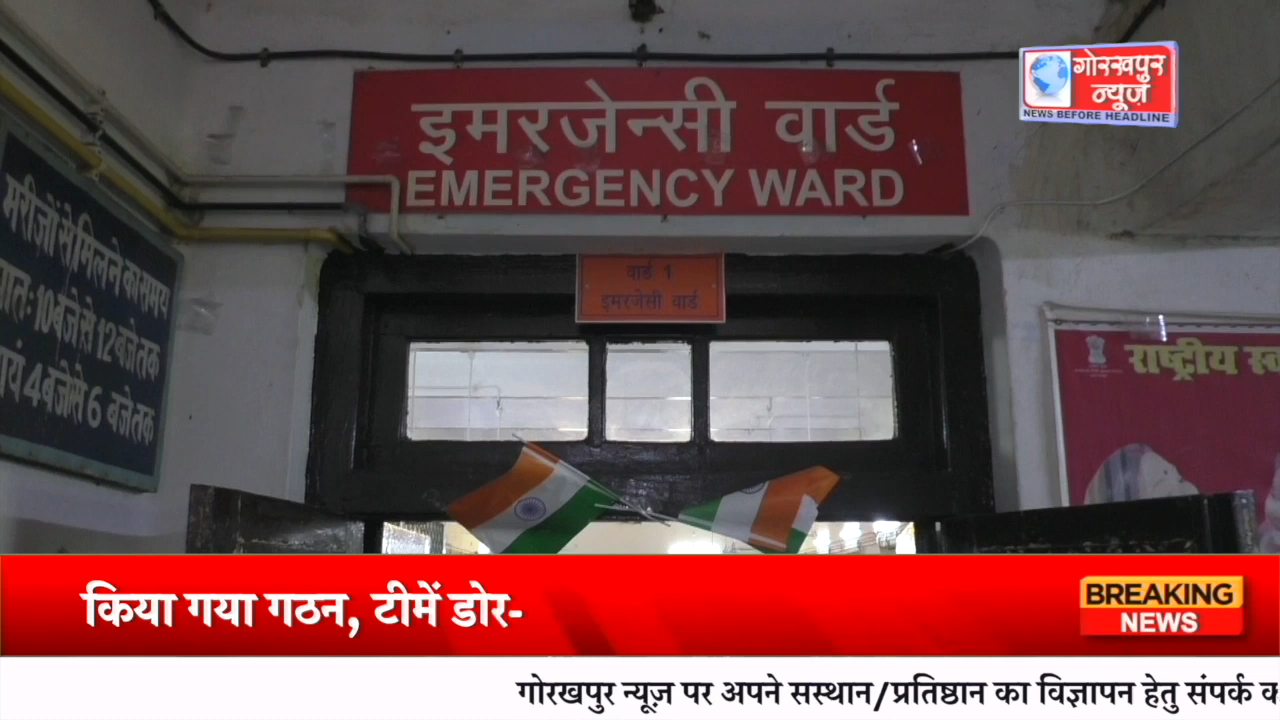 इमरजेन्सी वार्ड
EMERGENCY WARD
गोरखपुर
न्यूज़
NEWS BEFORE HEADLINE
मरीज़ों से मिलने का समय
प्रातः 10 बजे से 12 बजे तक
सायं 4 बजे से 6 बजे तक
वार्ड 1
इमरजेंसी वार्ड
राष्ट्रीय
किया गया गठन, टीमें डोर-
BREAKING
NEWS
गोरखपुर न्यूज़ पर अपने सस्थान/प्रतिष्ठान का विज्ञापन हेतु संपर्क